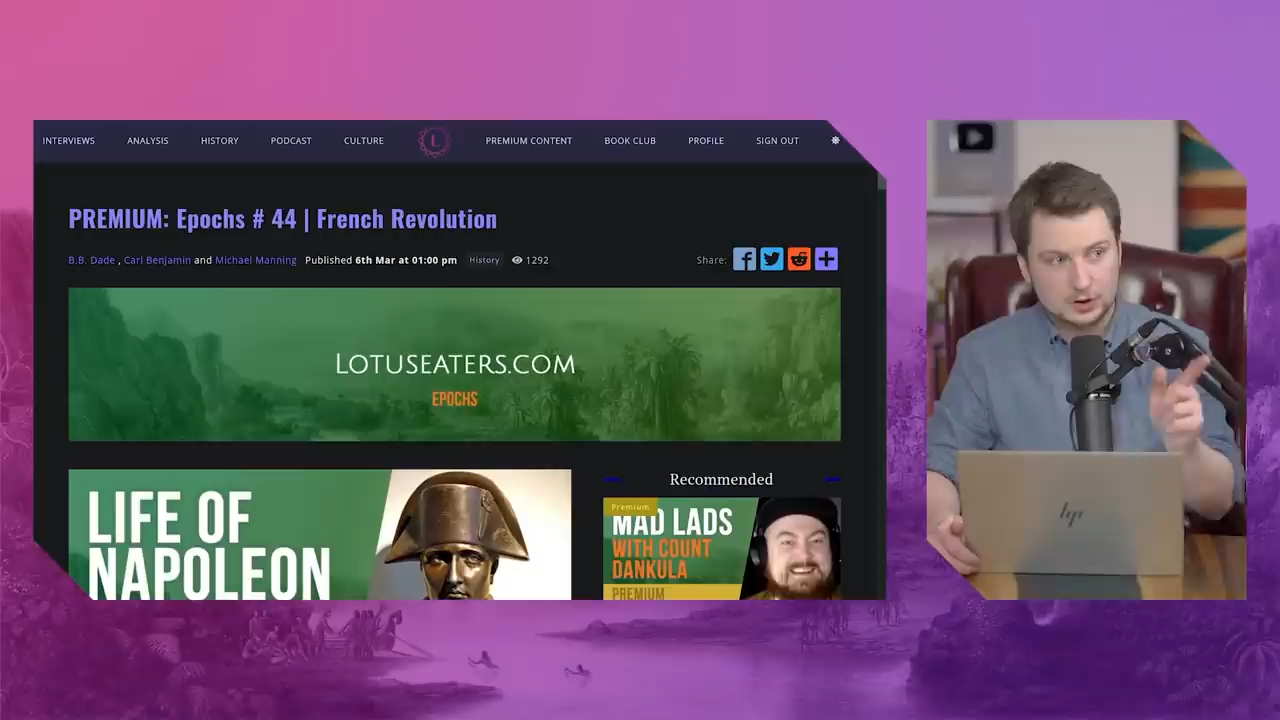 INTERVIEWS ANALYSIS HISTORY PODCAST CULTURE L PREMIUM CONTENT BOOK CLUB PROFILE SIGN OUT
PREMIUM: Epochs # 44 | French Revolution
B.B. Dade , Carl Benjamin and Michael Manning Published 6th Mar at 01:00 pm History 1292
Share:
LOTUSEATERS.COM
EPOCHS
LIFE OF
NAPOLEON
Recommended
Premium
MAD LADS
WITH COUNT
DANKULA
PREMIUM
hp